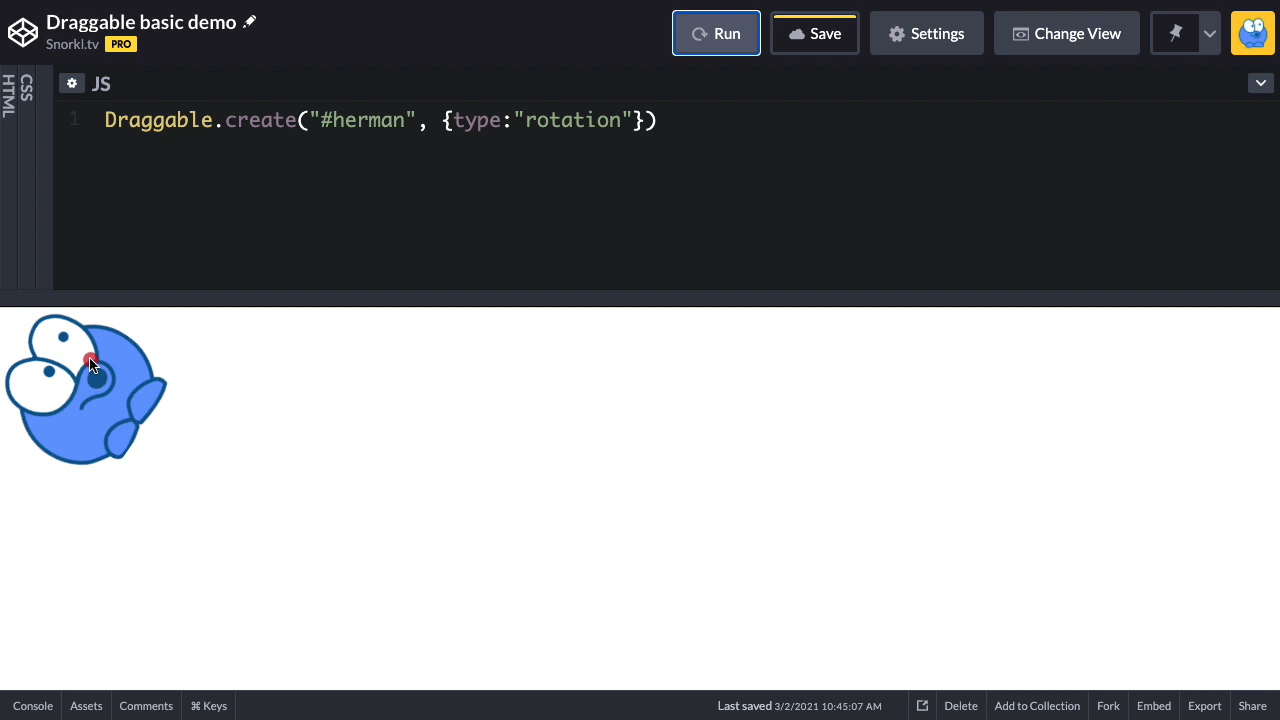 Draggable basic demo
Snorkl.tv PRO
Run
Save
Settings
Change View
HTML
CSS
JS
1 Draggable.create("#herman", {type:"rotation"})
Console Assets Comments ⌘ Keys Last saved 3/2/2021 10:45:07 AM Delete Add to Collection Fork Embed Export Share